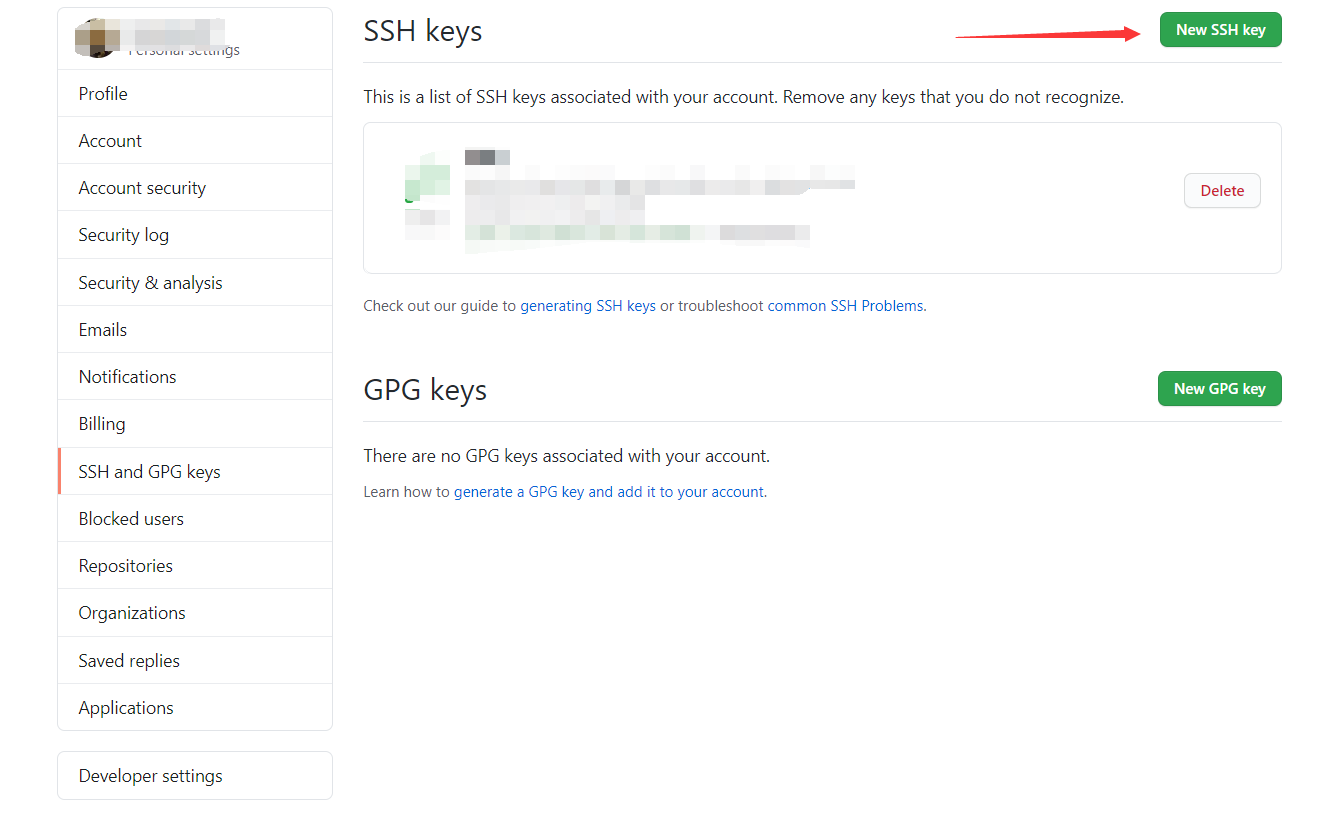 Personal settings
Profile
Account
Account security
Security log
Security & analysis
Emails
Notifications
Billing
SSH and GPG keys
Blocked users
Repositories
Organizations
Saved replies
Applications
Developer settings
SSH keys
New SSH key
This is a list of SSH keys associated with your account. Remove any keys that you do not recognize.
Delete
Check out our guide to generating SSH keys or troubleshoot common SSH Problems.
GPG keys
New GPG key
There are no GPG keys associated with your account.
Learn how to generate a GPG key and add it to your account.